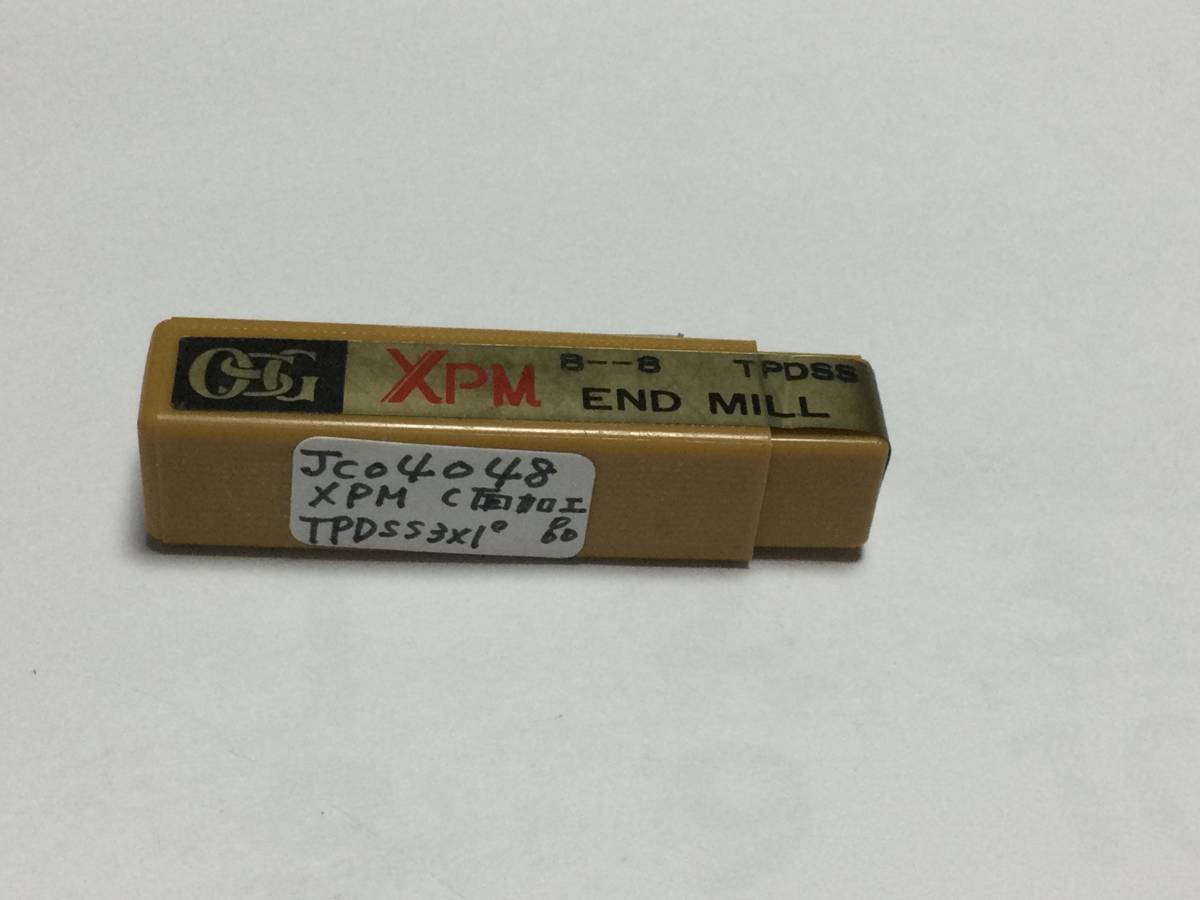 OSG XPM 8--8 TPDSS
END MILL
JC04048
XPM C面加工
TPDSS3X1° 80